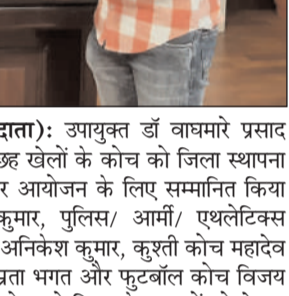 दाता): उपायुक्त डॉ वाघमारे प्रसाद
छह खेलों के कोच को जिला स्थापना
आयोजन के लिए सम्मानित किया
कुमार, पुलिस/ आर्मी/ एथलेटिक्स
अनिकेश कुमार, कुश्ती कोच महादेव
भगत और फुटबॉल कोच विजय